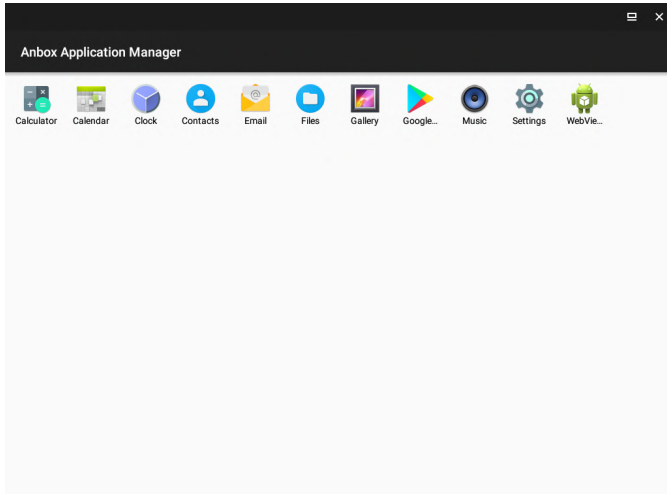 Anbox Application Manager
Calculator Calendar Clock Contacts Email Files Gallery Google... Music Settings WebVie...